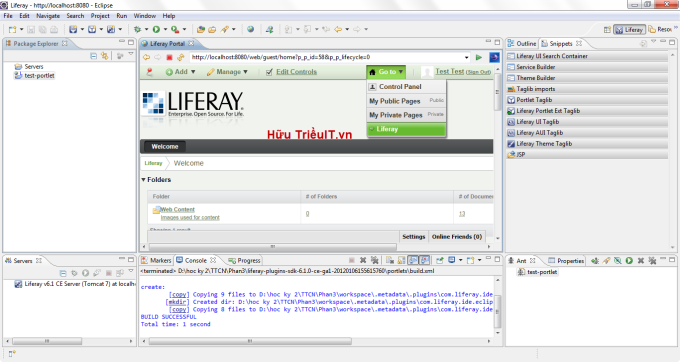 Liferay - http://localhost:8080 - Eclipse
File Edit Navigate Search Project Run Window Help
Liferay
Package Explorer
Servers
test-portlet
Liferay Portal
http://localhost:8080/web/guest/home?p_p_id=58&p_p_lifecycle=0
Add Manage Edit Controls Go to Test Test (Sign Out)
Control Panel
My Public Pages Public
My Private Pages Private
Liferay
LIFERAY.
Enterprise. Open Source. For Life.
Hữu TriềuIT.vn
Welcome
Liferay Welcome
Folders
Folder # of Folders # of Documen
Web Content 0 13
Images used for content
Settings Online Friends (0)
Outline Snippets
Liferay UI Search Container
Service Builder
Theme Builder
Taglib imports
Portlet Taglib
Liferay Portlet Ext Taglib
Liferay UI Taglib
Liferay AUI Taglib
Liferay Theme Taglib
JSP
Servers
Liferay v6.1 CE Server (Tomcat 7) at localh
Markers Console Progress
<terminated> D:\hoc ky 2\TTCN\Phan3\liferay-plugins-sdk-6.1.0-ce-ga1-20120106155615760\portlets\build.xml
create:
[copy] Copying 9 files to D:\hoc ky 2\TTCN\Phan3\workspace\.metadata\.plugins\com.liferay.ide.
[mkdir] Created dir: D:\hoc ky 2\TTCN\Phan3\workspace\.metadata\.plugins\com.liferay.ide.eclip
[copy] Copying 8 files to D:\hoc ky 2\TTCN\Phan3\workspace\.metadata\.plugins\com.liferay.ide.
BUILD SUCCESSFUL
Total time: 1 second
Ant Properties
test-portlet